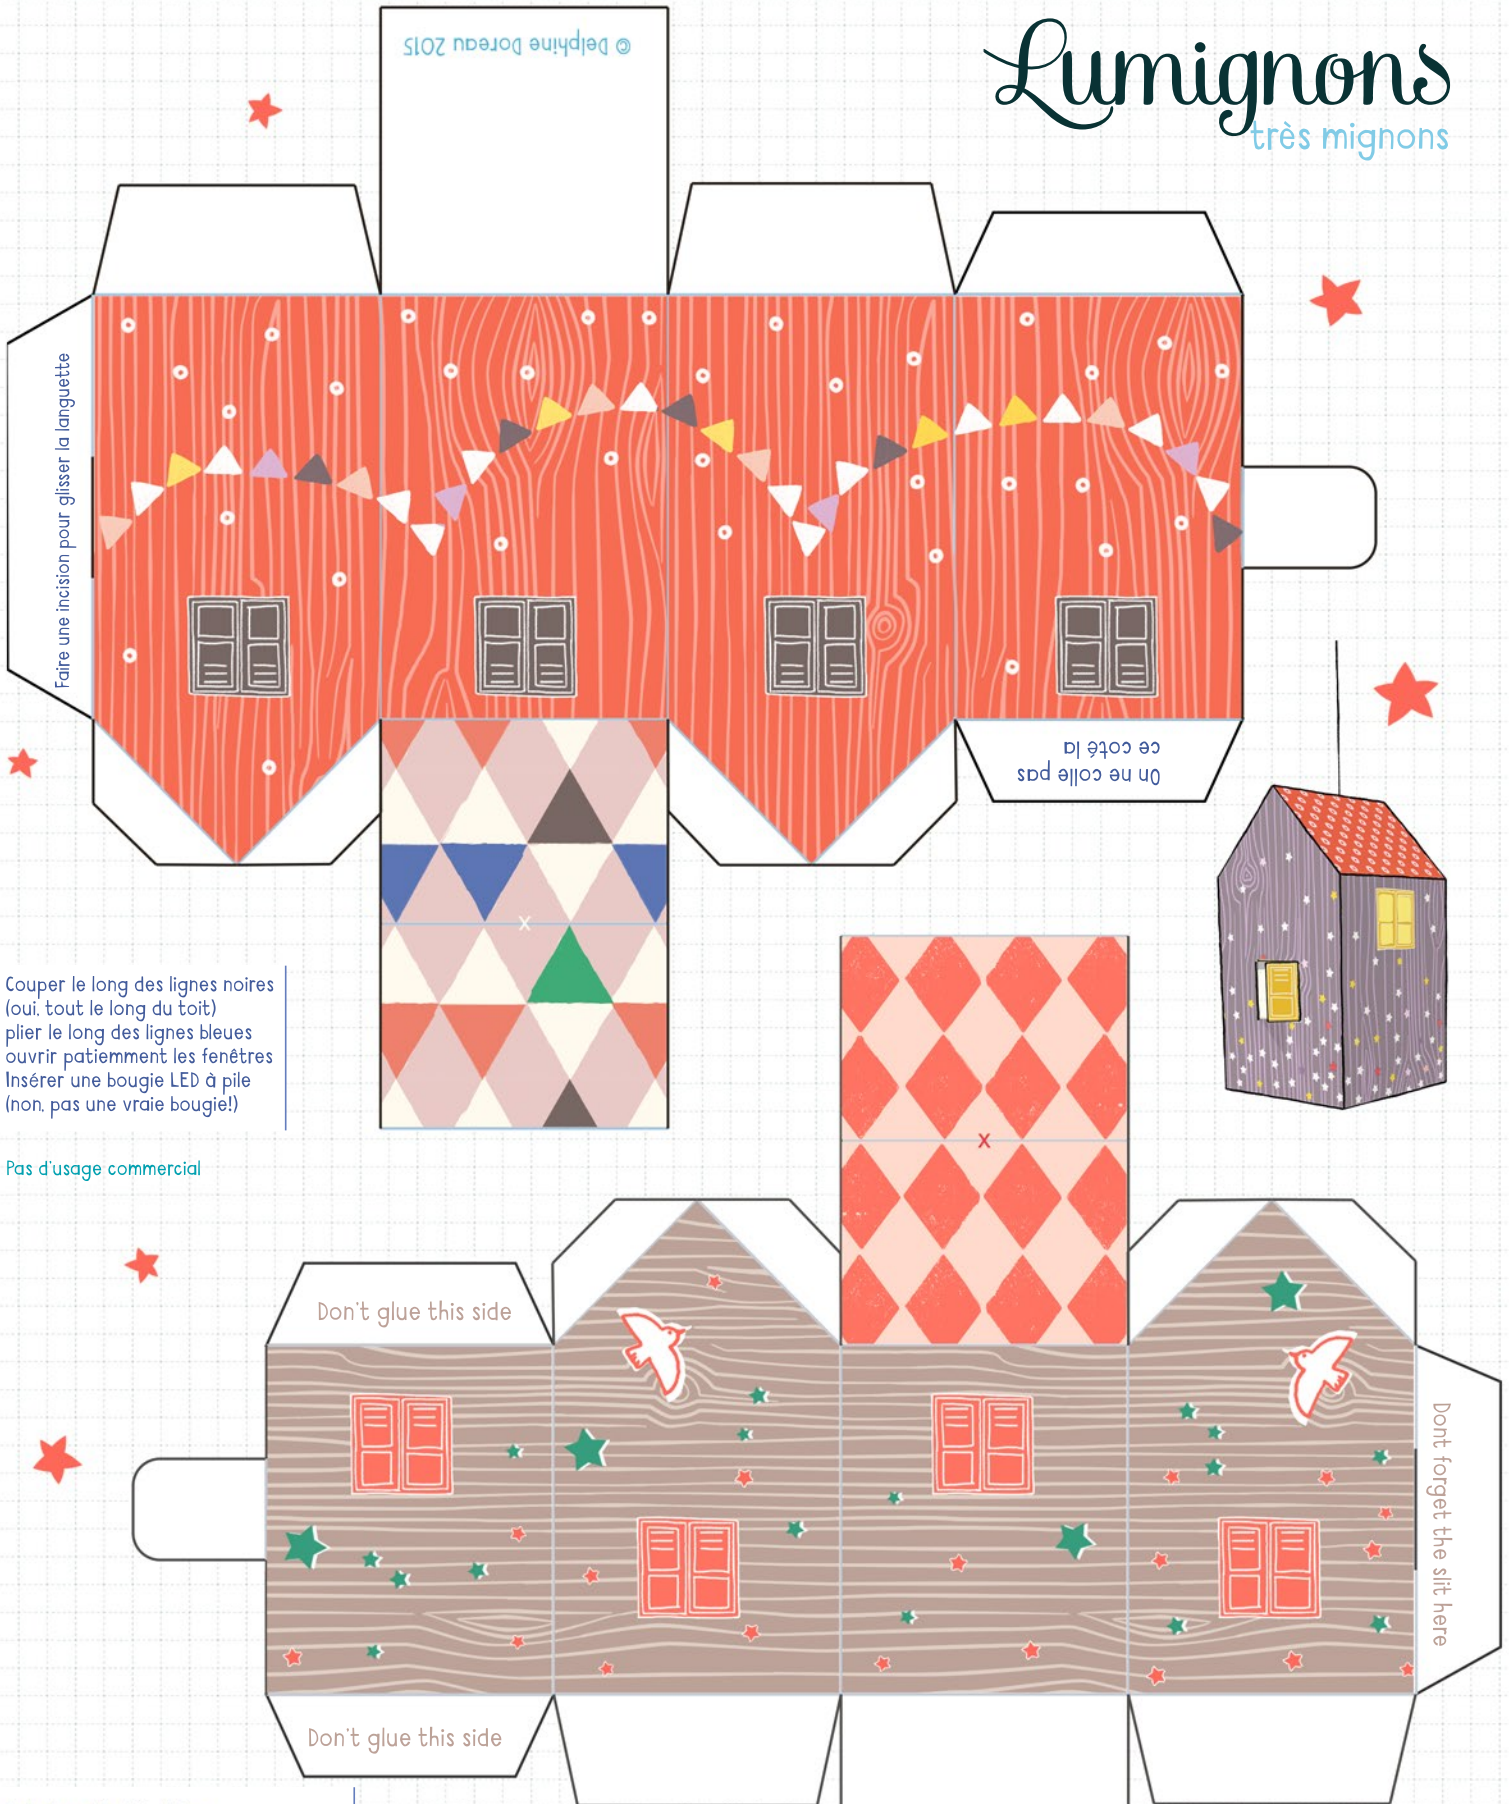 © Delphine Doreau 2015
Lumignons
très mignons
Faire une incision pour glisser la languette
On ne colle pas
ce coté la
x
Couper le long des lignes noires
(oui, tout le long du toit)
plier le long des lignes bleues
ouvrir patiemment les fenêtres
Insérer une bougie LED à pile
(non, pas une vraie bougie!)
x
Pas d'usage commercial
Don't glue this side
Dont forget the slit here
Don't glue this side